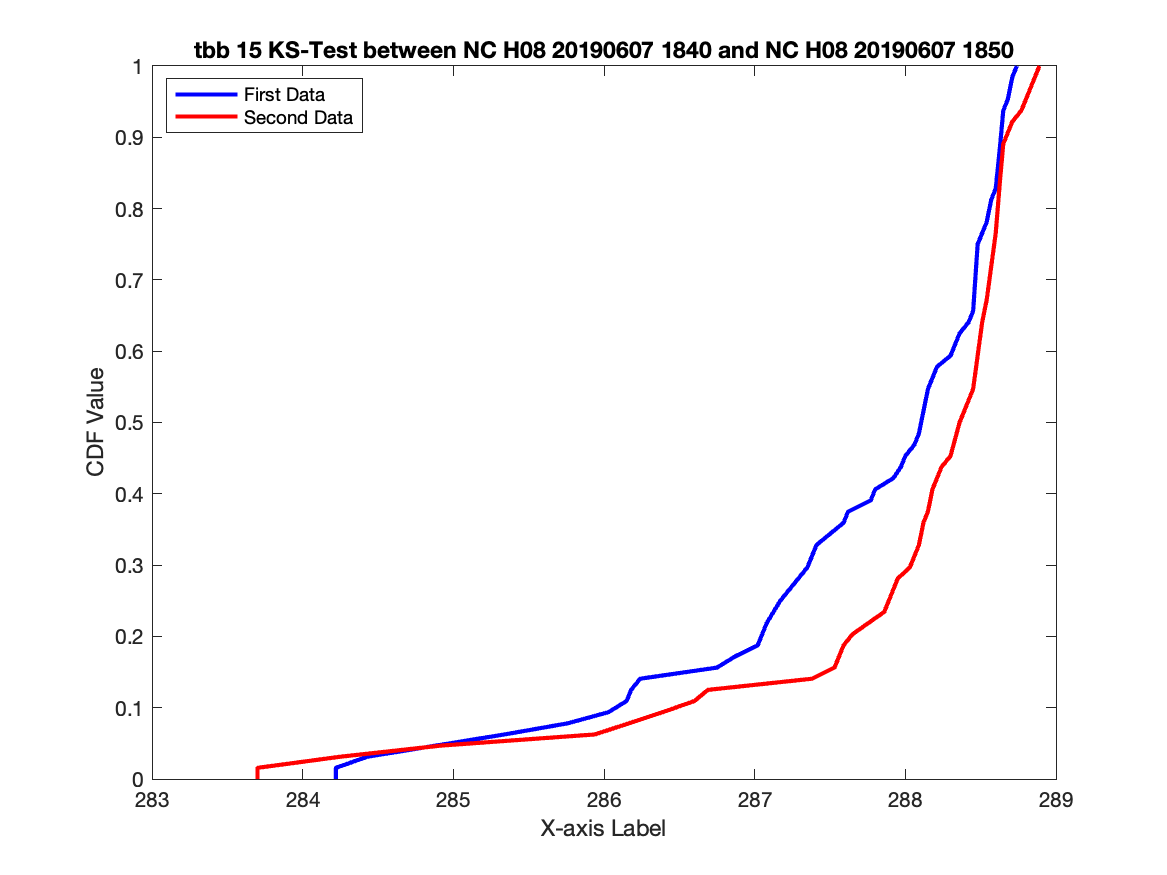 tbb 15 KS-Test between NC H08 20190607 1840 and NC H08 20190607 1850
First Data
Second Data
1
0.9
0.8
0.7
0.6
0.5
0.4
0.3
0.2
0.1
0
CDF Value
283 284 285 286 287 288 289
X-axis Label